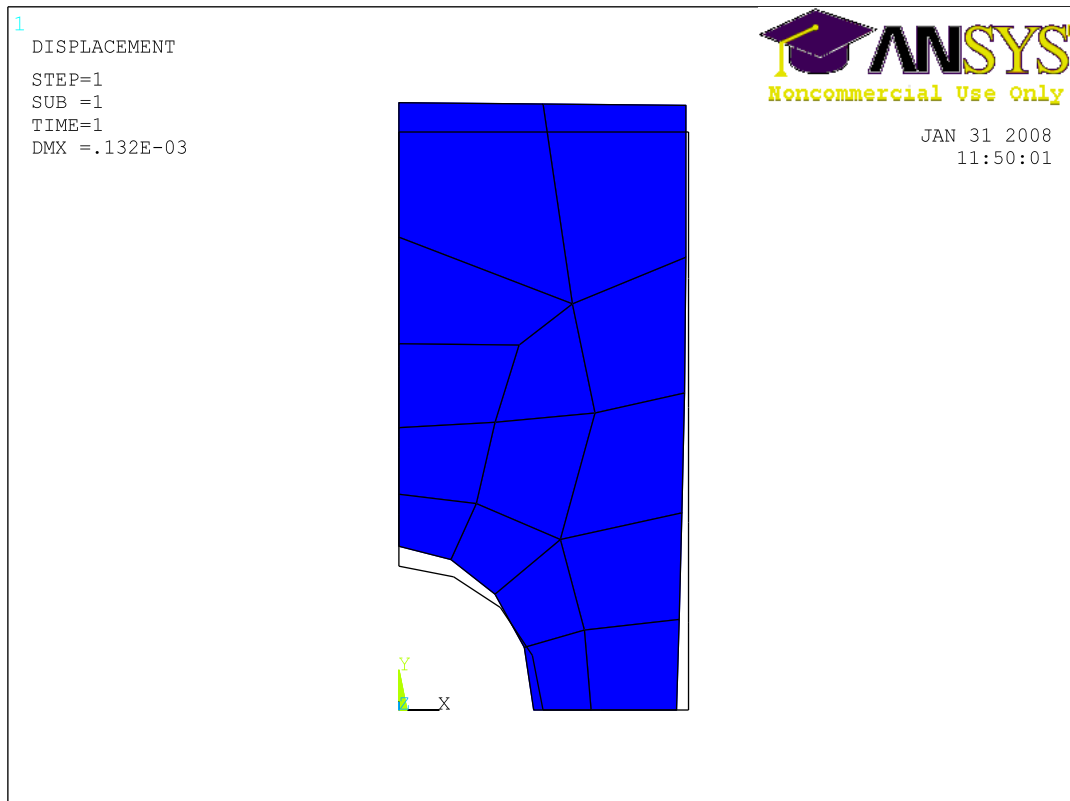 1
DISPLACEMENT
STEP=1
SUB =1
TIME=1
DMX =.132E-03
ANSYS
Noncommercial Use Only
JAN 31 2008
11:50:01
Y
Z X